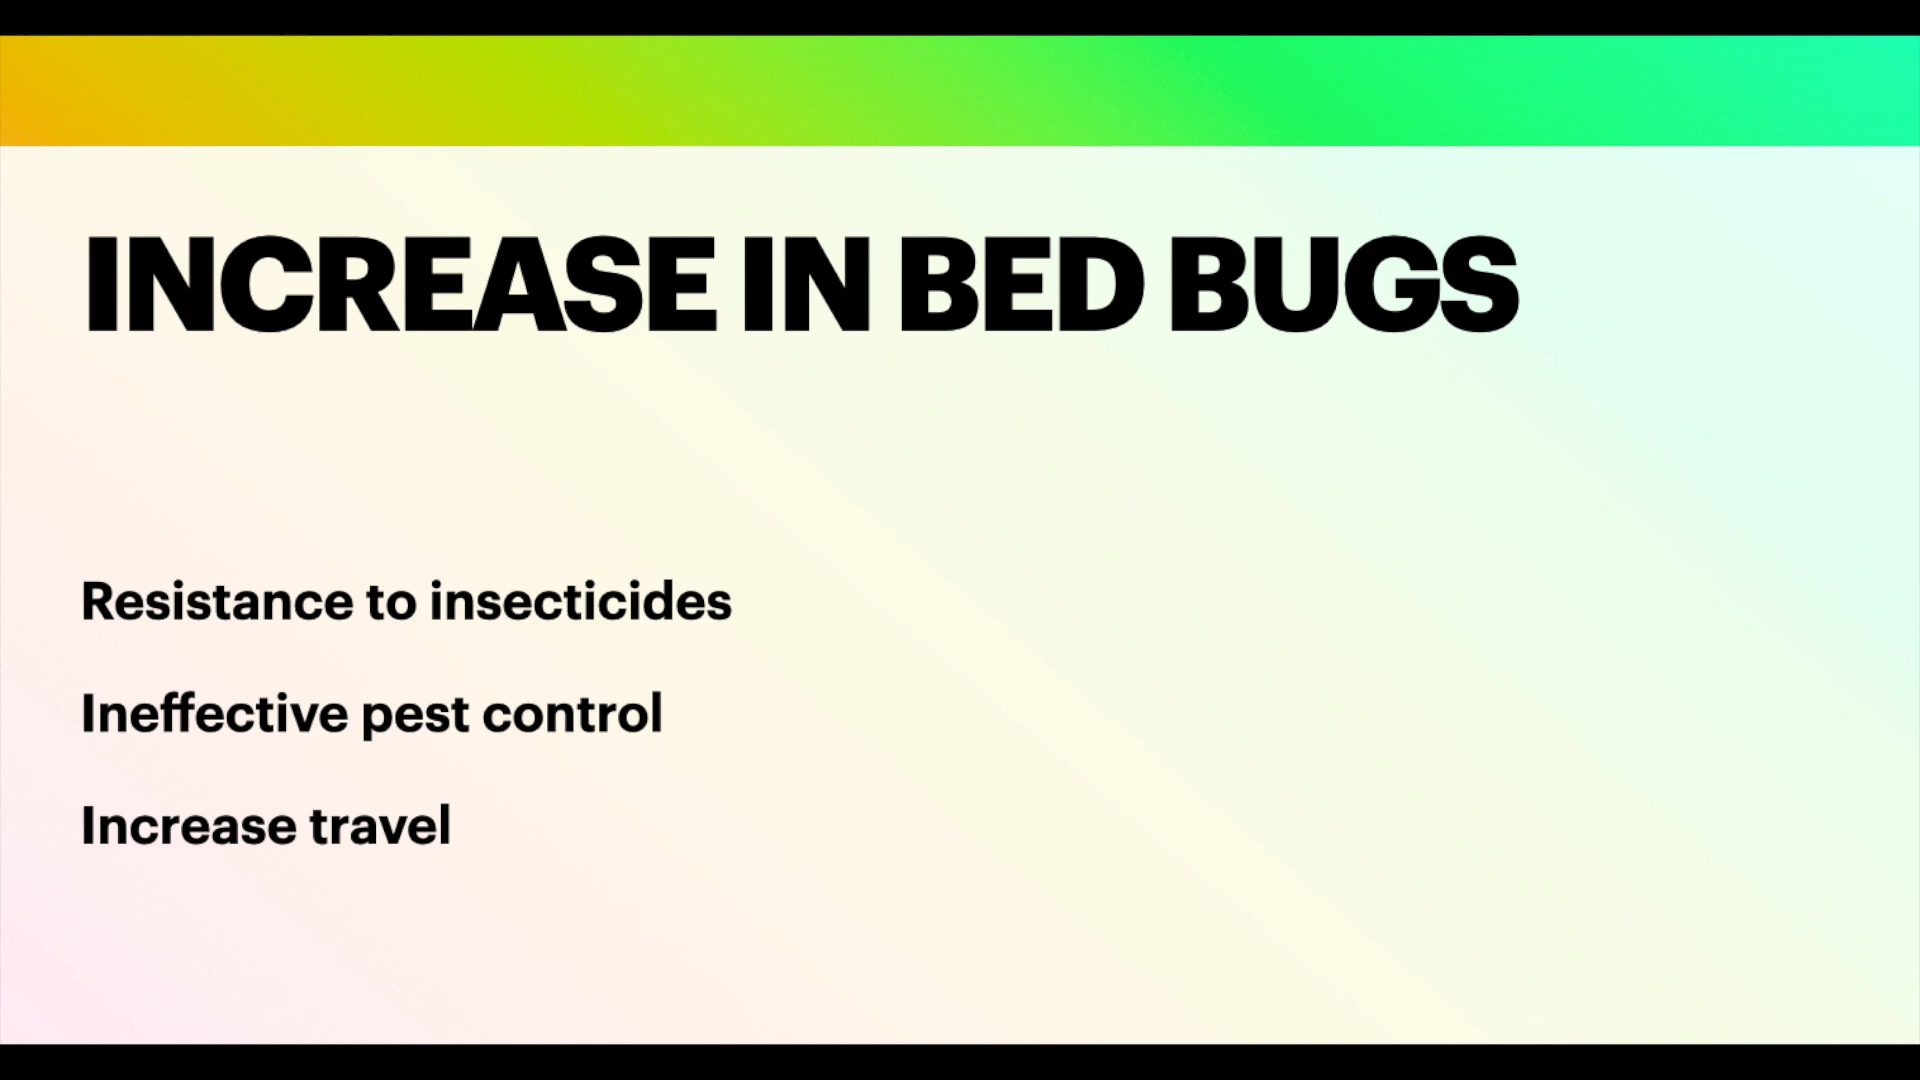 INCREASE IN BED BUGS
Resistance to insecticides
Ineffective pest control
Increase travel